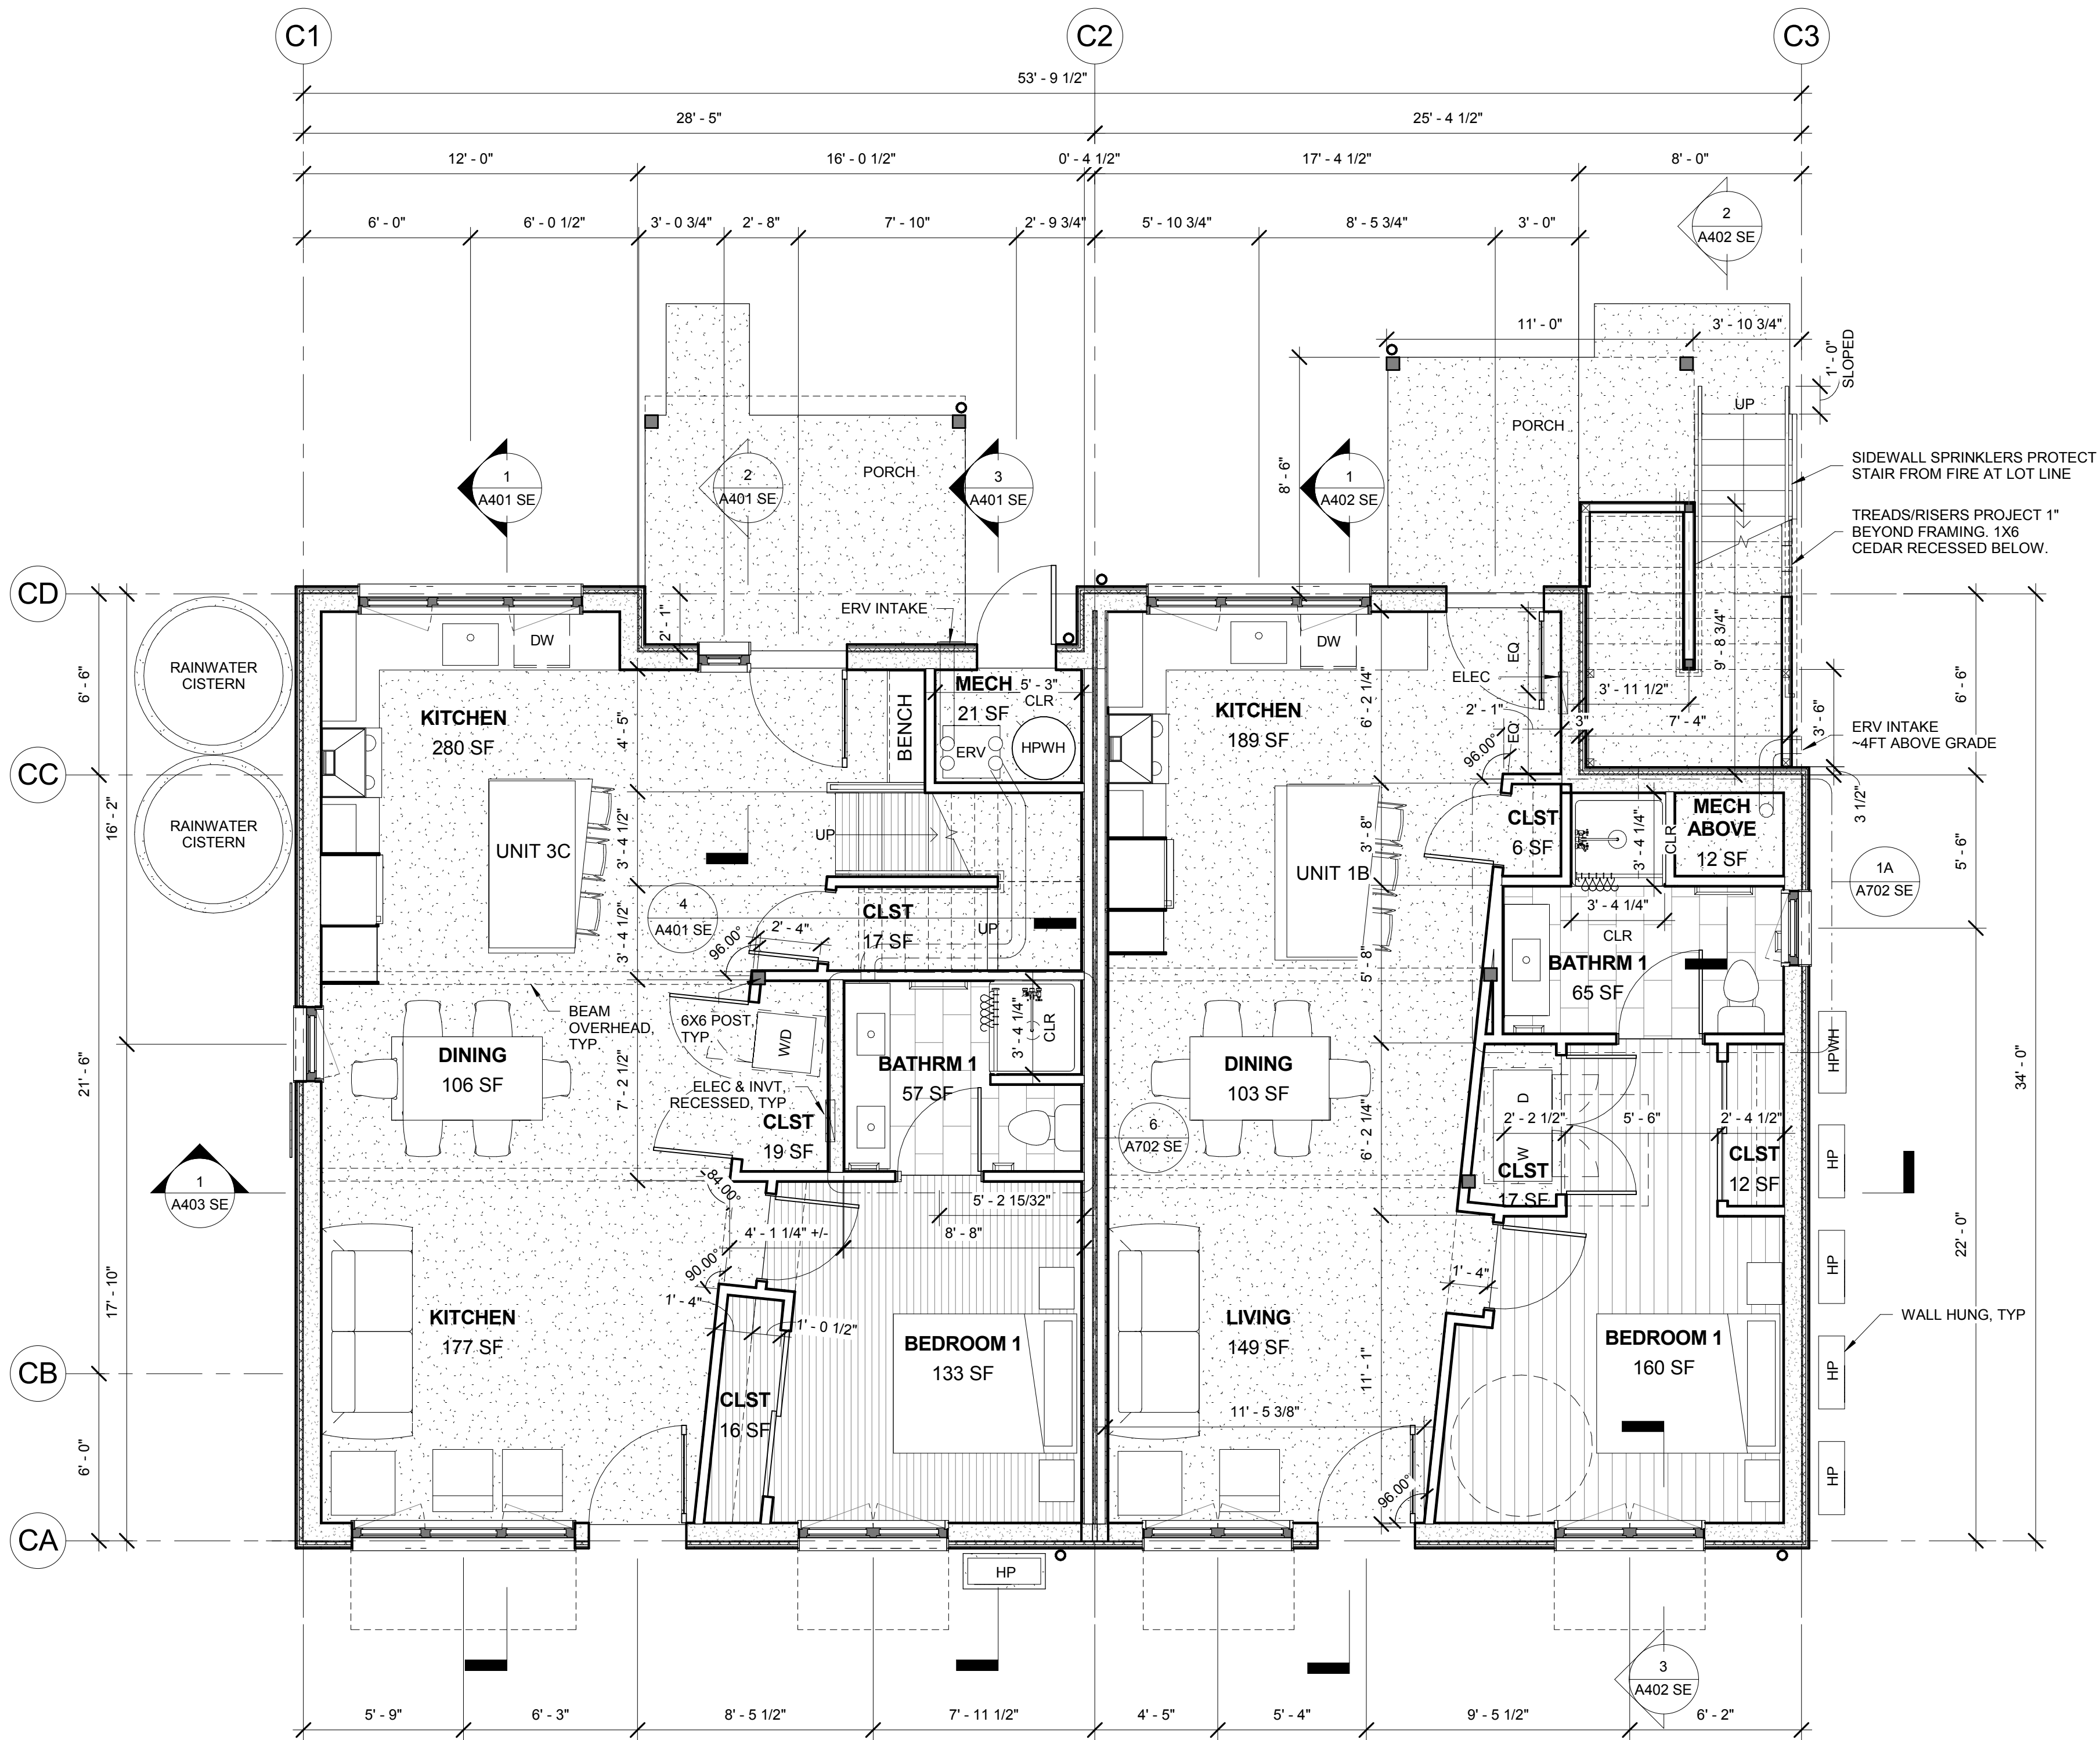 C1
C2
C3
53' - 9 1/2"
28' - 5"
25' - 4 1/2"
12' - 0"
16' - 0 1/2"
0' - 4 1/2"
17' - 4 1/2"
8' - 0"
6' - 0"
6' - 0 1/2"
3' - 0 3/4"
2' - 8"
7' - 10"
2' - 9 3/4"
5' - 10 3/4"
8' - 5 3/4"
3' - 0"
2
A402 SE
11' - 0"
3' - 10 3/4"
1' - 0"
SLOPED
UP
PORCH
PORCH
8' - 6"
1
A401 SE
2
A401 SE
3
A401 SE
1
A402 SE
SIDEWALL SPRINKLERS PROTECT
STAIR FROM FIRE AT LOT LINE
TREADS/RISERS PROJECT 1"
BEYOND FRAMING. 1X6
CEDAR RECESSED BELOW.
CD
ERV INTAKE
2' - 1"
DW
DW
9' - 8 3/4"
EQ
ELEC
RAINWATER
CISTERN
6' - 6"
KITCHEN
280 SF
4' - 5"
BENCH
MECH
21 SF
5' - 3"
CLR
ERV
HPWH
KITCHEN
189 SF
6' - 2 1/4"
2' - 1"
EQ
96.00°
3' - 11 1/2"
3"
7' - 4"
3' - 6"
6' - 6"
ERV INTAKE
~4FT ABOVE GRADE
CC
16' - 2"
RAINWATER
CISTERN
UNIT 3C
3' - 4 1/2"
UP
UNIT 1B
3' - 8"
CLST
6 SF
3' - 4 1/4"
CLR
MECH
ABOVE
12 SF
3 1/2"
5' - 6"
1A
A702 SE
4
A401 SE
3' - 4 1/2"
96.00°
2' - 4"
CLST
17 SF
UP
5' - 8"
3' - 4 1/4"
CLR
BATHRM 1
65 SF
BEAM
OVERHEAD,
TYP.
6X6 POST,
TYP.
W/D
3' - 4 1/4"
CLR
DINING
106 SF
7' - 2 1/2"
ELEC & INVT,
RECESSED, TYP
BATHRM 1
57 SF
DINING
103 SF
6
A702 SE
6' - 2 1/4"
D
W
2' - 2 1/2"
5' - 6"
2' - 4 1/2"
HPWH
HP
21' - 6"
34' - 0"
CLST
19 SF
CLST
17 SF
CLST
12 SF
1
A403 SE
84.00°
5' - 2 15/32"
4' - 1 1/4" +/-
8' - 8"
90.00°
1' - 4"
1' - 0 1/2"
1' - 4"
HP
22' - 0"
17' - 10"
KITCHEN
177 SF
BEDROOM 1
133 SF
LIVING
149 SF
11' - 1"
BEDROOM 1
160 SF
WALL HUNG, TYP
HP
CB
CLST
16 SF
11' - 5 3/8"
6' - 0"
96.00°
HP
CA
HP
3
A402 SE
5' - 9"
6' - 3"
8' - 5 1/2"
7' - 11 1/2"
4' - 5"
5' - 4"
9' - 5 1/2"
6' - 2"